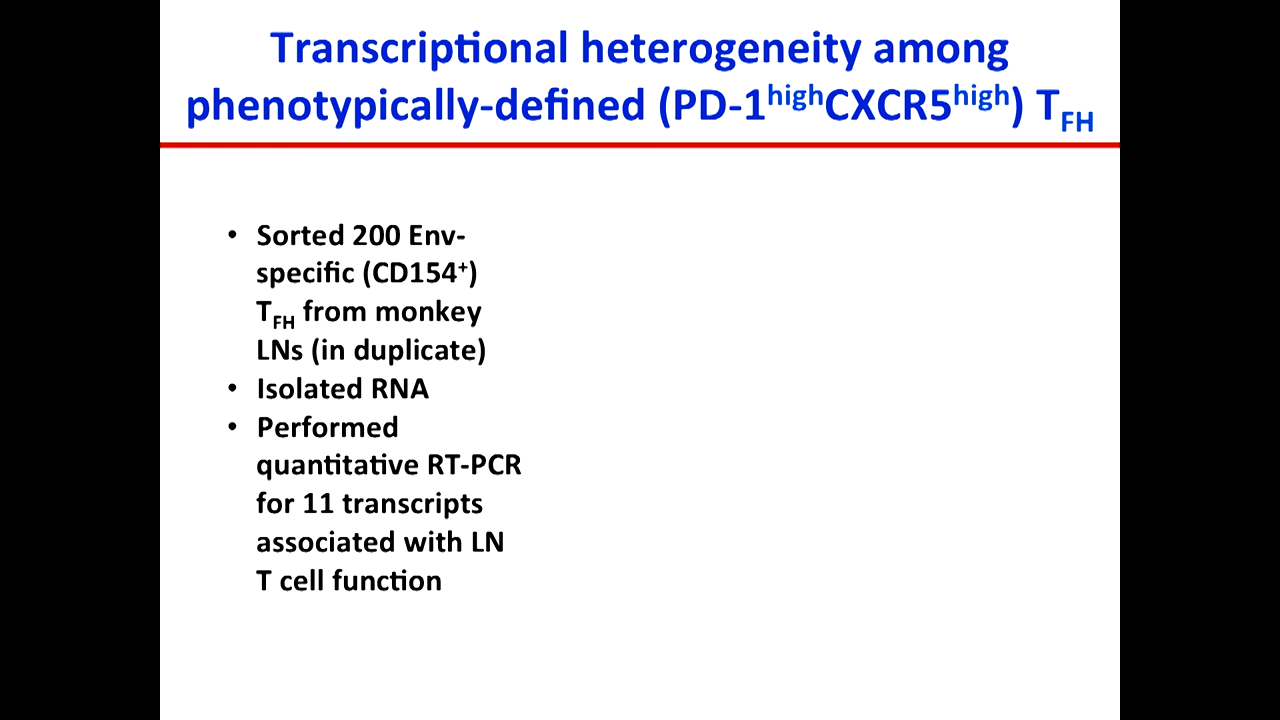 Transcriptional heterogeneity among
phenotypically-defined (PD-1highCXCR5high) TFH
• Sorted 200 Env-
specific (CD154+)
TFH from monkey
LNs (in duplicate)
• Isolated RNA
• Performed
quantitative RT-PCR
for 11 transcripts
associated with LN
T cell function